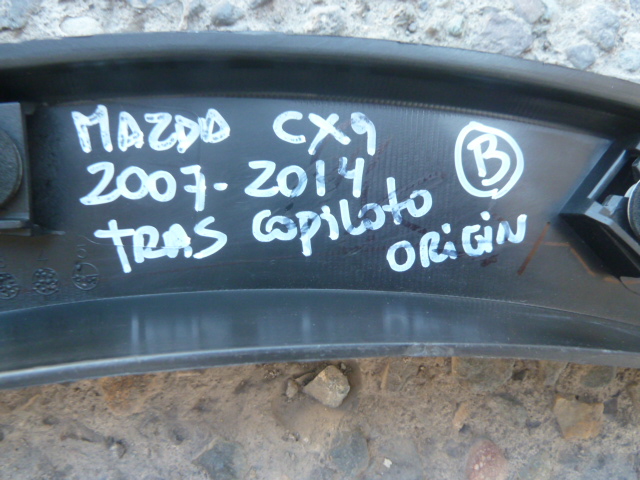 MAZDA CX9
2007-2014 B
TRAS COPILOTO
ORIGIN